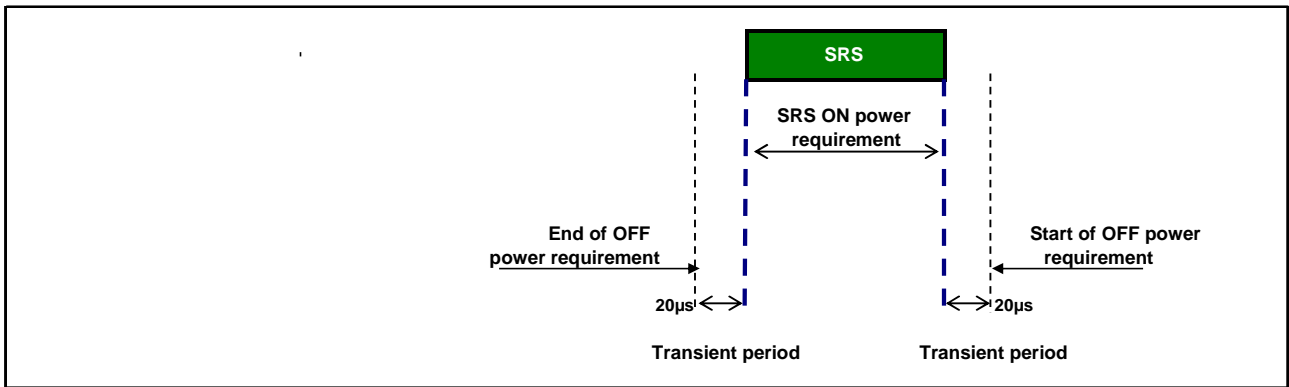 SRS
SRS ON power
requirement
End of OFF
power requirement
Start of OFF power
requirement
20µs
20µs
Transient period
Transient period